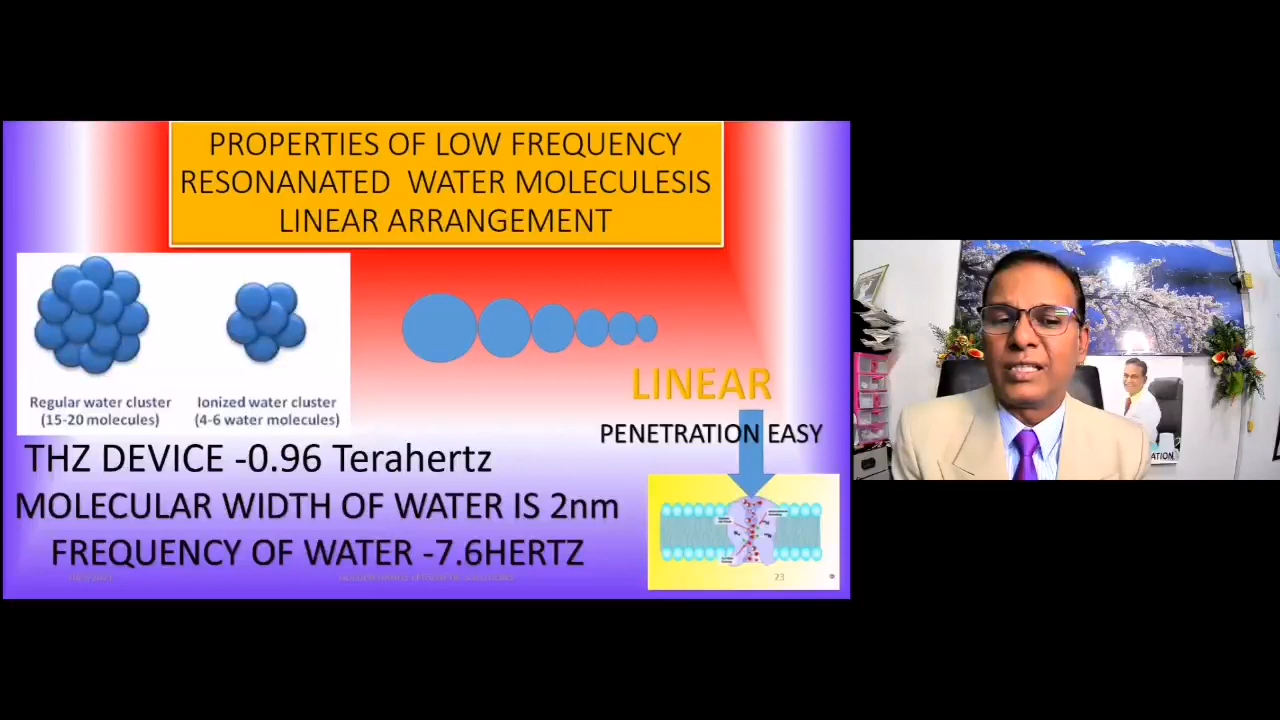 PROPERTIES OF LOW FREQUENCY
RESONANATED WATER MOLECULESIS
LINEAR ARRANGEMENT
Regular water cluster
(15-20 molecules)
Ionized water cluster
(4-6 water molecules)
LINEAR
PENETRATION EASY
THZ DEVICE -0.96 Terahertz
MOLECULAR WIDTH OF WATER IS 2nm
FREQUENCY OF WATER -7.6HERTZ
23